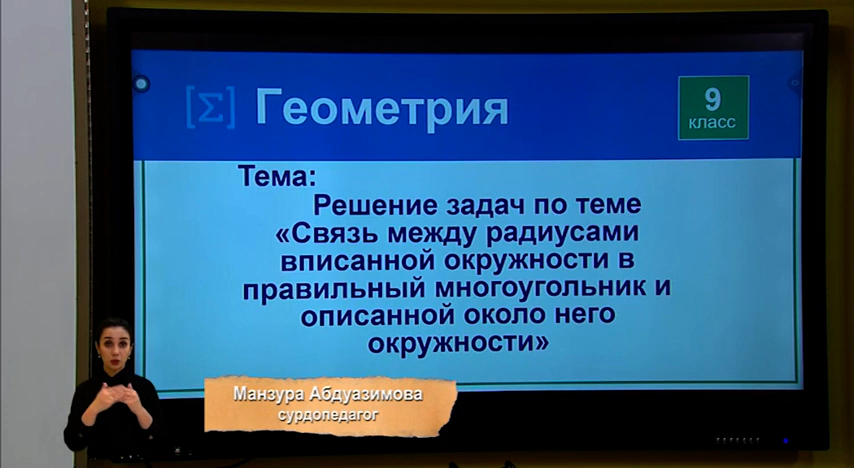 [Σ] Геометрия
9
класс
Тема:
Решение задач по теме
«Связь между радиусами
вписанной окружности в
правильный многоугольник и
описанной около него
окружности»
Манзура Абдуазимова
сурдопедагог